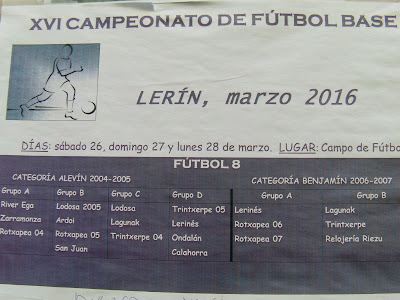 XVI CAMPEONATO DE FÚTBOL BASE
LERÍN, marzo 2016
DÍAS: sábado 26, domingo 27 y lunes 28 de marzo. LUGAR: Campo de Fútbo
FÚTBOL 8
CATEGORÍA ALEVÍN 2004-2005 CATEGORÍA BENJAMÍN 2006-2007
Grupo A Grupo B Grupo C Grupo D Grupo A Grupo B
River Ega Lodosa 2005 Lodosa Trintxerpe 05 Lerinés Lagunak
Zarramonza Ardoi Lagunak Lerinés Rotxapea 06 Trintxerpe
Rotxapea 04 Rotxapea 05 Trintxerpe 04 Ondalán Rotxapea 07 Relojería Riezu
San Juan Calahorra